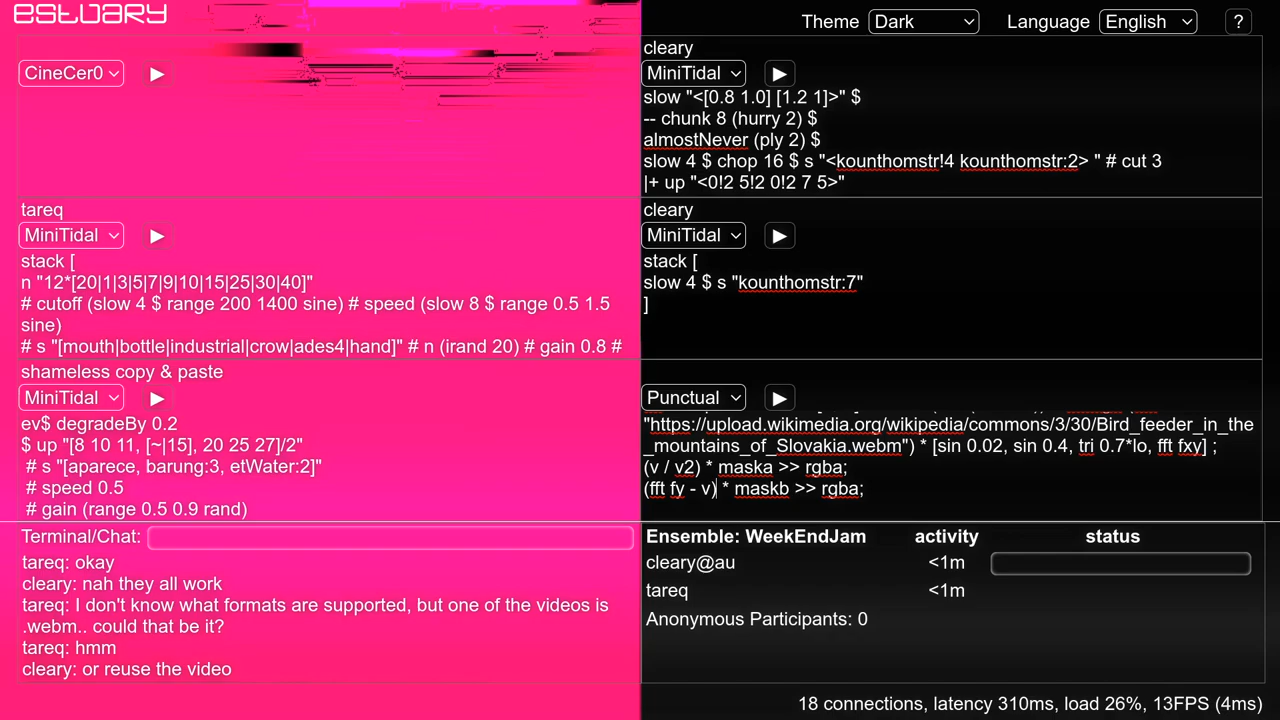 estuary
Theme Dark Language English ?
CineCer0 ▶
cleary
MiniTidal ▶
slow "<[0.8 1.0] [1.2 1]>" $
-- chunk 8 (hurry 2) $
almostNever (ply 2) $
slow 4 $ chop 16 $ s "<kounthomstr!4 kounthomstr:2> " # cut 3
|+ up "<0!2 5!2 0!2 7 5>"
tareq
MiniTidal ▶
stack [
n "12*[20|1|3|5|7|9|10|15|25|30|40]"
# cutoff (slow 4 $ range 200 1400 sine) # speed (slow 8 $ range 0.5 1.5
sine)
# s "[mouth|bottle|industrial|crow|ades4|hand]" # n (irand 20) # gain 0.8 #
cleary
MiniTidal ▶
stack [
slow 4 $ s "kounthomstr:7"
]
shameless copy & paste
MiniTidal ▶
ev$ degradeBy 0.2
$ up "[8 10 11, [~|15], 20 25 27]/2"
# s "[aparece, barung:3, etWater:2]"
# speed 0.5
# gain (range 0.5 0.9 rand)
Punctual ▶
"https://upload.wikimedia.org/wikipedia/commons/3/30/Bird_feeder_in_the
_mountains_of_Slovakia.webm") * [sin 0.02, sin 0.4, tri 0.7*lo, fft fxy] ;
(v / v2) * maska >> rgba;
(fft fy - v) * maskb >> rgba;
Terminal/Chat:
tareq: okay
cleary: nah they all work
tareq: I don't know what formats are supported, but one of the videos is
.webm.. could that be it?
tareq: hmm
cleary: or reuse the video
Ensemble: WeekEndJam activity status
cleary@au <1m
tareq <1m
Anonymous Participants: 0
18 connections, latency 310ms, load 26%, 13FPS (4ms)